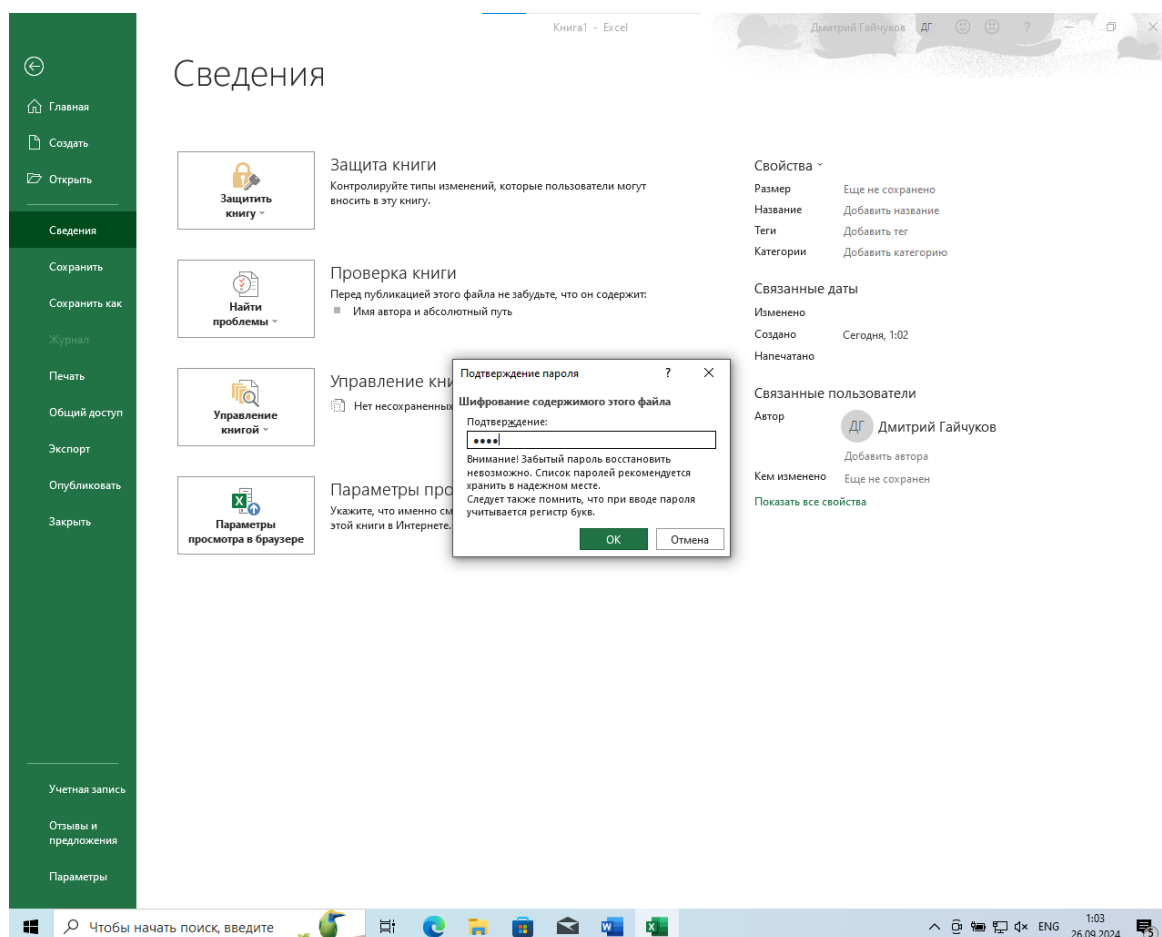 Книга1 - Excel
Дмитрий Гайчуков ДГ
?
Сведения
Главная
Создать
Открыть
Сведения
Сохранить
Сохранить как
Журнал
Печать
Общий доступ
Экспорт
Опубликовать
Закрыть
Учетная запись
Отзывы и
предложения
Параметры
Защитить
книгу
Защита книги
Контролируйте типы изменений, которые пользователи могут
вносить в эту книгу.
Найти
проблемы
Проверка книги
Перед публикацией этого файла не забудьте, что он содержит:
Имя автора и абсолютный путь
Управление
книгой
Управление кни
Нет несохраненных
Параметры
просмотра в браузере
Параметры про
Укажите, что именно см
этой книги в Интернете.
Подтверждение пароля ?
Шифрование содержимого этого файла
Подтверждение:
••••
Внимание! Забытый пароль восстановить
невозможно. Список паролей рекомендуется
хранить в надежном месте.
Следует также помнить, что при вводе пароля
учитывается регистр букв.
ОК Отмена
Свойства
Размер Еще не сохранено
Название Добавить название
Теги Добавить тег
Категории Добавить категорию
Связанные даты
Изменено
Создано Сегодня, 1:02
Напечатано
Связанные пользователи
Автор ДГ Дмитрий Гайчуков
Добавить автора
Кем изменено Еще не сохранен
Показать все свойства
Чтобы начать поиск, введите
ENG
1:03
26.09.2024
5